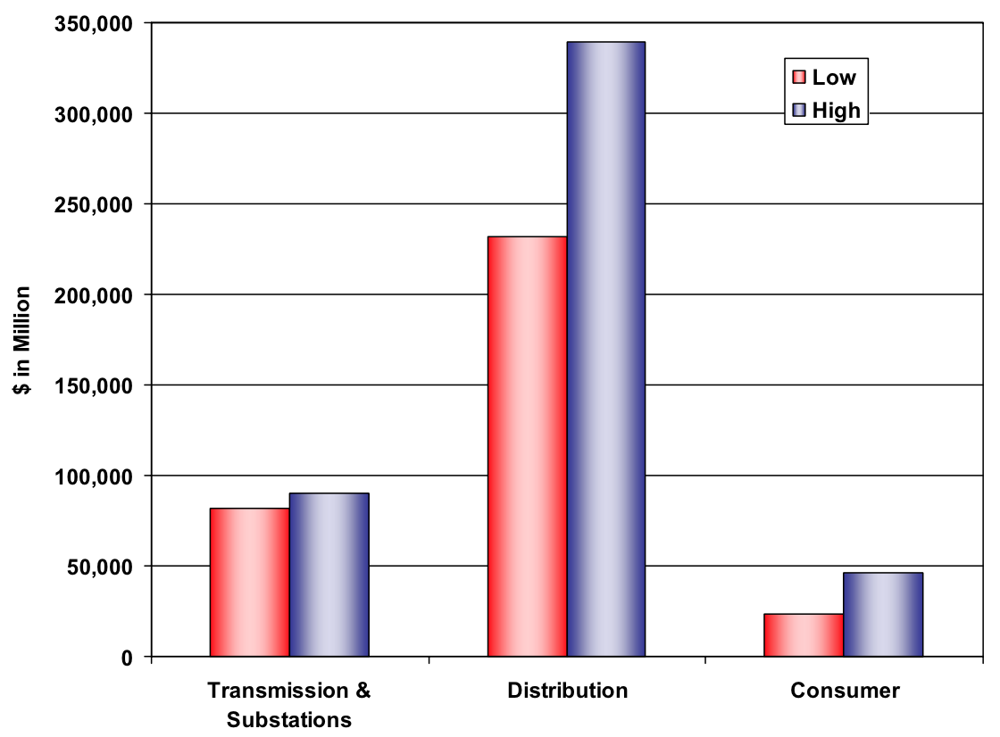 350,000
300,000
250,000
200,000
150,000
100,000
50,000
0
$ in Million
Low
High
Transmission &
Substations
Distribution
Consumer